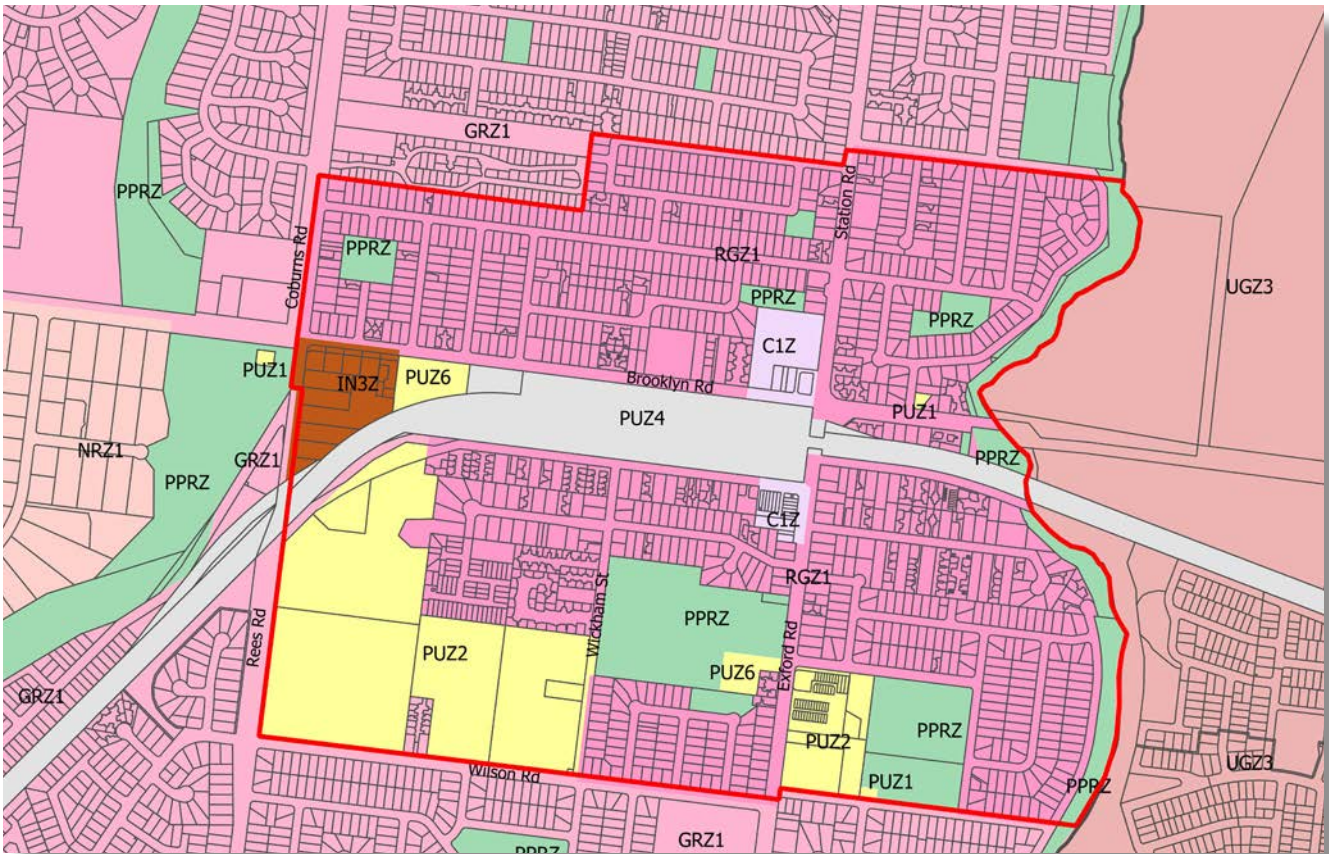 GRZ1
PPRZ
Station Rd
Coburns Rd
PPRZ
RGZ1
UGZ3
PPRZ
PPRZ
C1Z
PUZ1
IN3Z
PUZ6
Brooklyn Rd
PUZ1
PUZ4
NRZ1
GRZ1
PPRZ
PPRZ
C1Z
RGZ1
Wickham St
PPRZ
Rees Rd
PUZ2
PUZ6
Exford Rd
GRZ1
PPRZ
PUZ2
UGZ3
Wilson Rd
PUZ1
PPRZ
GRZ1
PPRZ